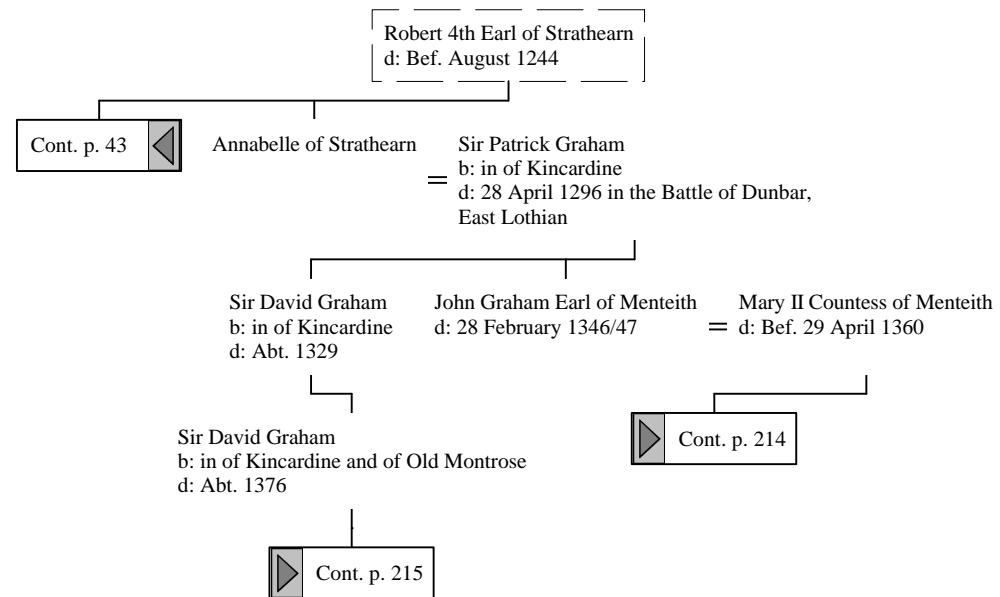 Robert 4th Earl of Strathearn
d: Bef. August 1244
Cont. p. 43
Annabelle of Strathearn
=
Sir Patrick Graham
b: in of Kincardine
d: 28 April 1296 in the Battle of Dunbar,
East Lothian
Sir David Graham
b: in of Kincardine
d: Abt. 1329
John Graham Earl of Menteith
d: 28 February 1346/47
=
Mary II Countess of Menteith
d: Bef. 29 April 1360
Sir David Graham
b: in of Kincardine and of Old Montrose
d: Abt. 1376
Cont. p. 214
Cont. p. 215